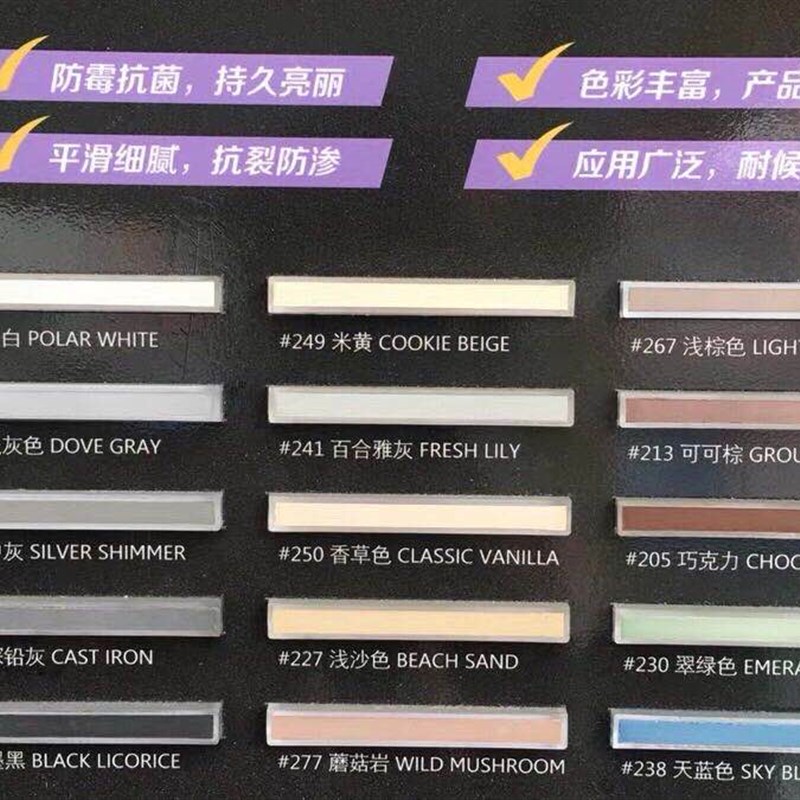 防霉抗菌，持久亮丽
色彩丰富，产品
平滑细腻，抗裂防渗
应用广泛，耐候
白 POLAR WHITE
#249 米黄 COOKIE BEIGE
#267 浅棕色 LIGHT
灰色 DOVE GRAY
#241 百合雅灰 FRESH LILY
#213 可可棕 GROU
灰 SILVER SHIMMER
#250 香草色 CLASSIC VANILLA
#205 巧克力 CHOC
铅灰 CAST IRON
#227 浅沙色 BEACH SAND
#230 翠绿色 EMERA
墨黑 BLACK LICORICE
#277 蘑菇岩 WILD MUSHROOM
#238 天蓝色 SKY BL